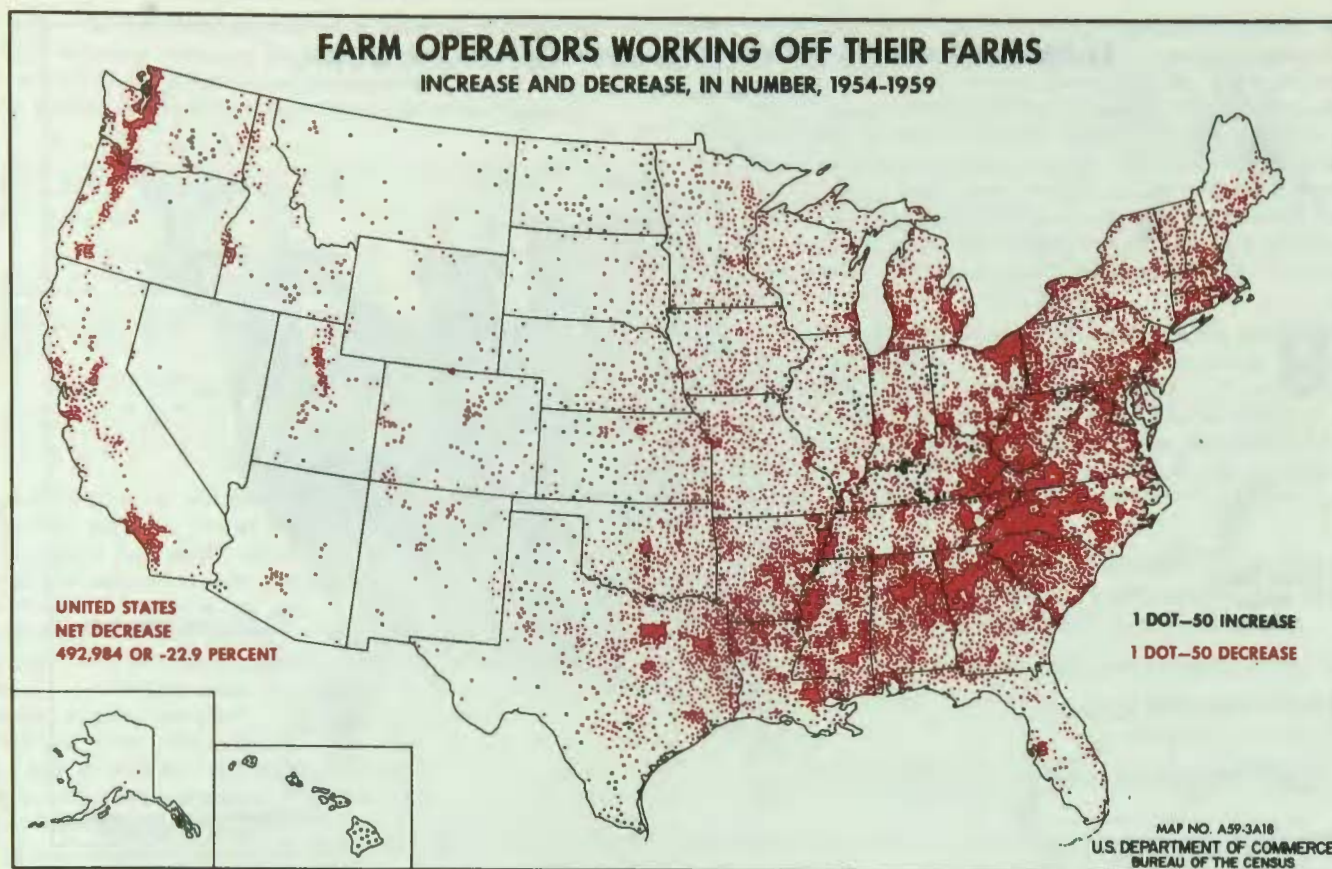 FARM OPERATORS WORKING OFF THEIR FARMS
INCREASE AND DECREASE, IN NUMBER, 1954-1959
UNITED STATES
NET DECREASE
492,984 OR -22.9 PERCENT
1 DOT—50 INCREASE
1 DOT—50 DECREASE
MAP NO. A59-3A18
U.S. DEPARTMENT OF COMMERCE
BUREAU OF THE CENSUS